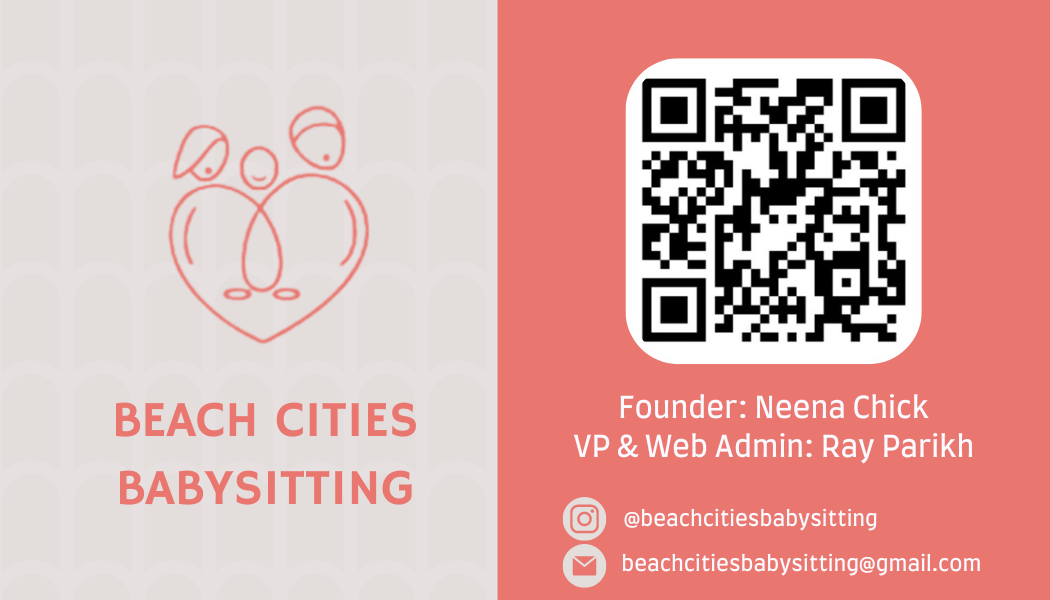 BEACH CITIES
BABYSITTING
Founder: Neena Chick
VP & Web Admin: Ray Parikh
@beachcitiesbabysitting
beachcitiesbabysitting@gmail.com